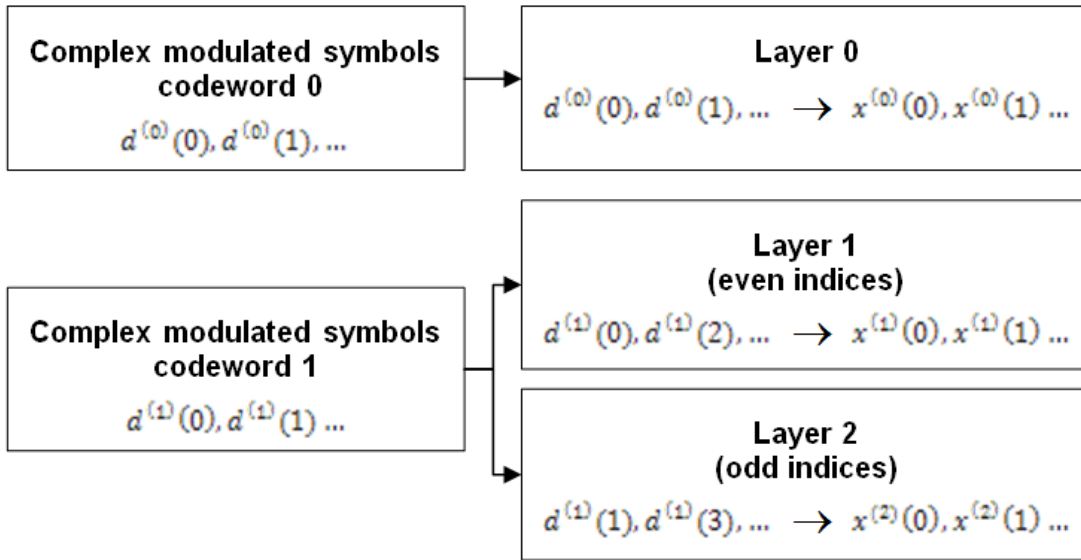 Complex modulated symbols
codeword 0
d⁽⁰⁾(0), d⁽⁰⁾(1), ...
Layer 0
d⁽⁰⁾(0), d⁽⁰⁾(1), ... → x⁽⁰⁾(0), x⁽⁰⁾(1) ...
Complex modulated symbols
codeword 1
d⁽¹⁾(0), d⁽¹⁾(1) ...
Layer 1
(even indices)
d⁽¹⁾(0), d⁽¹⁾(2), ... → x⁽¹⁾(0), x⁽¹⁾(1) ...
Layer 2
(odd indices)
d⁽¹⁾(1), d⁽¹⁾(3), ... → x⁽²⁾(0), x⁽²⁾(1) ...